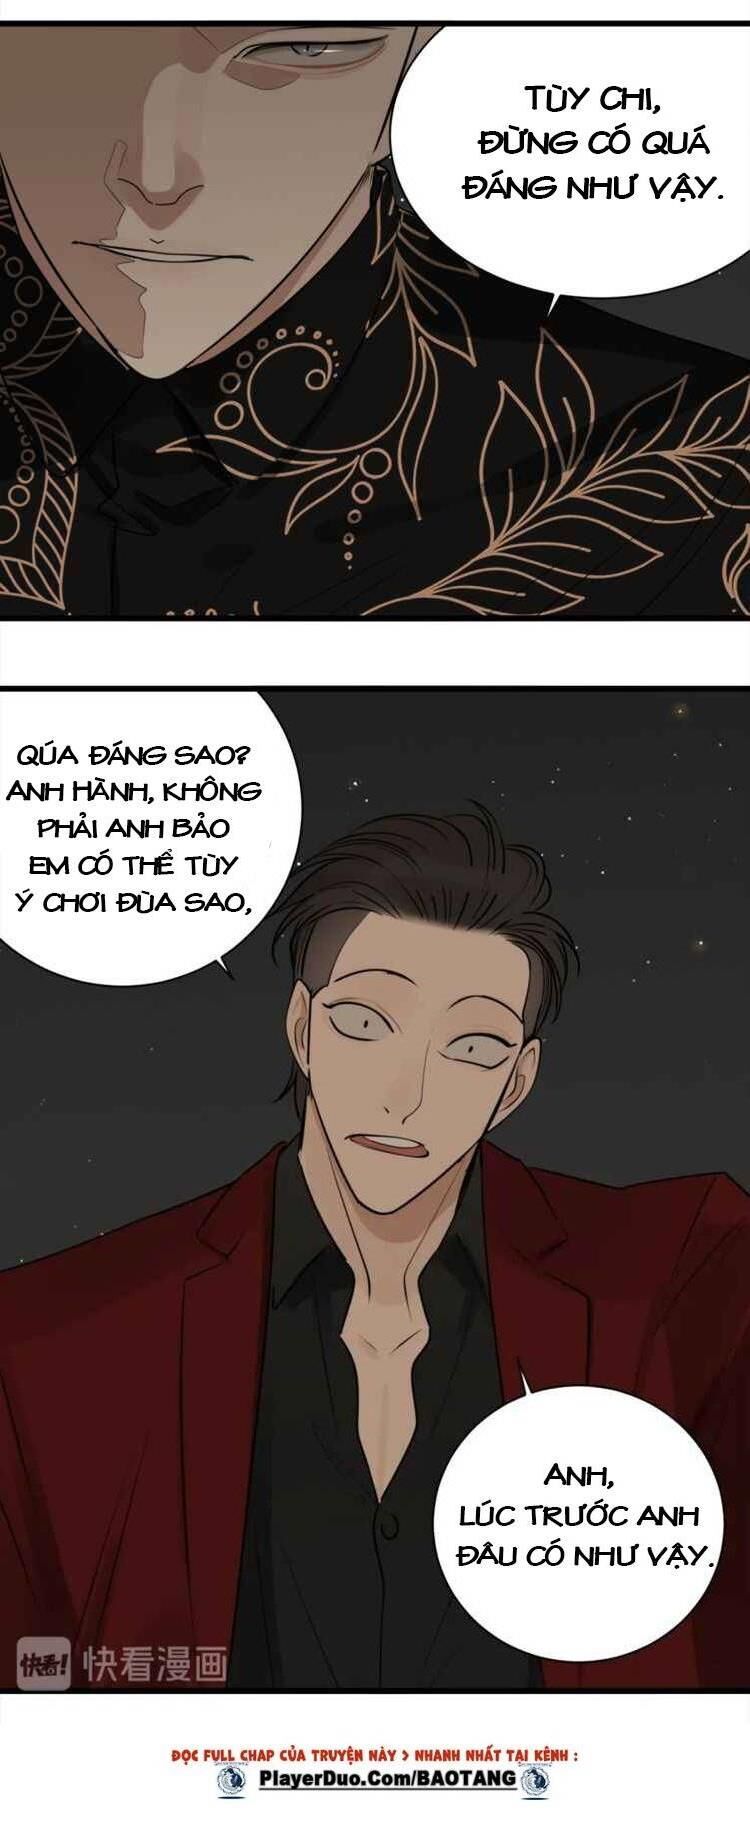 TÙY CHI,
ĐỪNG CÓ QUÁ
ĐÁNG NHƯ VẬY.
QÚA ĐÁNG SAO?
ANH HÀNH, KHÔNG
PHẢI ANH BẢO
EM CÓ THỂ TÙY
Ý CHƠI ĐÙA SAO,
ANH,
LÚC TRƯỚC ANH
ĐÂU CÓ NHƯ VẬY.
快看! 快看漫画
ĐỌC FULL CHAP CỦA TRUYỆN NÀY > NHANH NHẤT TẠI KÊNH :
PLAYERDUO.COM/BAOTANG